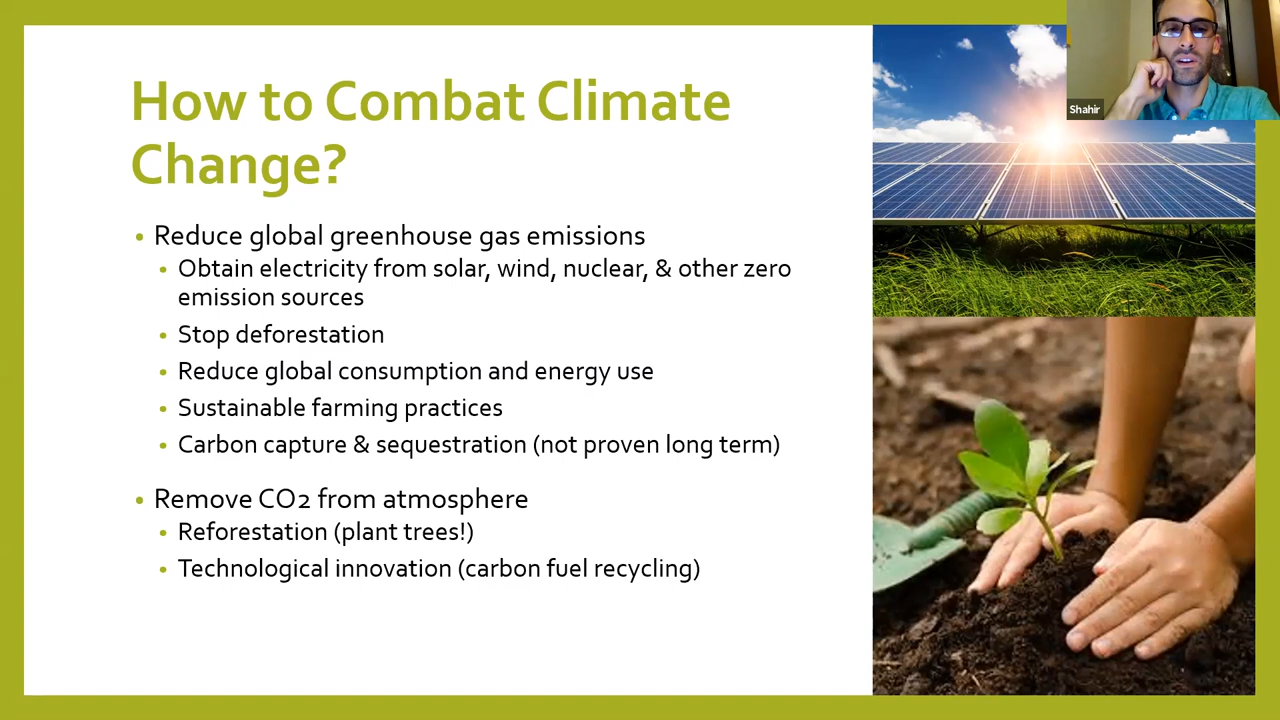 How to Combat Climate
Change?
• Reduce global greenhouse gas emissions
• Obtain electricity from solar, wind, nuclear, & other zero
emission sources
• Stop deforestation
• Reduce global consumption and energy use
• Sustainable farming practices
• Carbon capture & sequestration (not proven long term)
• Remove CO2 from atmosphere
• Reforestation (plant trees!)
• Technological innovation (carbon fuel recycling)
Shahir